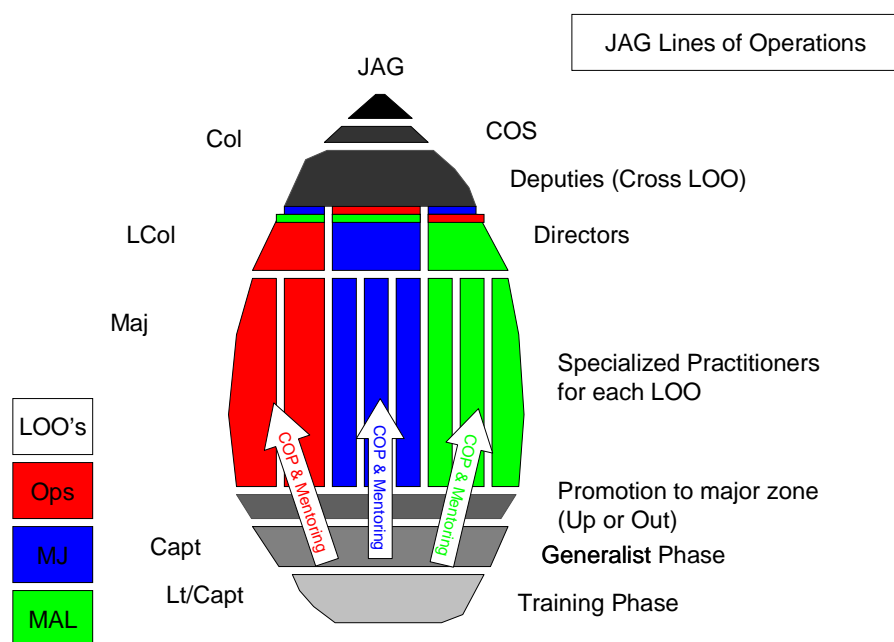 JAG Lines of Operations
JAG
Col
COS
Deputies (Cross LOO)
LCol
Directors
Maj
Specialized Practitioners
for each LOO
LOO's
Ops
MJ
MAL
COP & Mentoring
COP & Mentoring
COP & Mentoring
Promotion to major zone
(Up or Out)
Capt
Generalist Phase
Lt/Capt
Training Phase